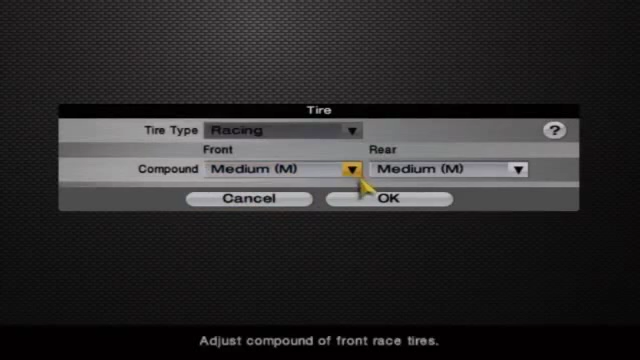 Tire
Tire Type Racing ?
Front Rear
Compound Medium (M) Medium (M)
Cancel OK
Adjust compound of front race tires.